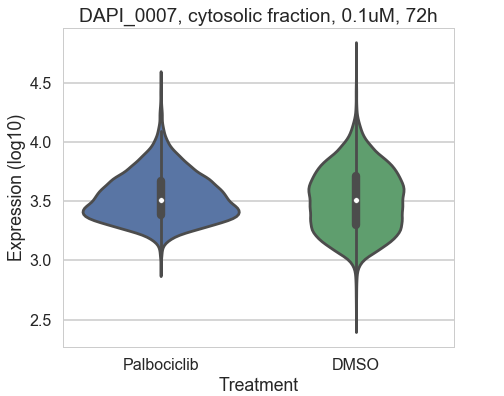 DAPI_0007, cytosolic fraction, 0.1uM, 72h
Expression (log10)
4.5
4.0
3.5
3.0
2.5
Palbociclib DMSO
Treatment